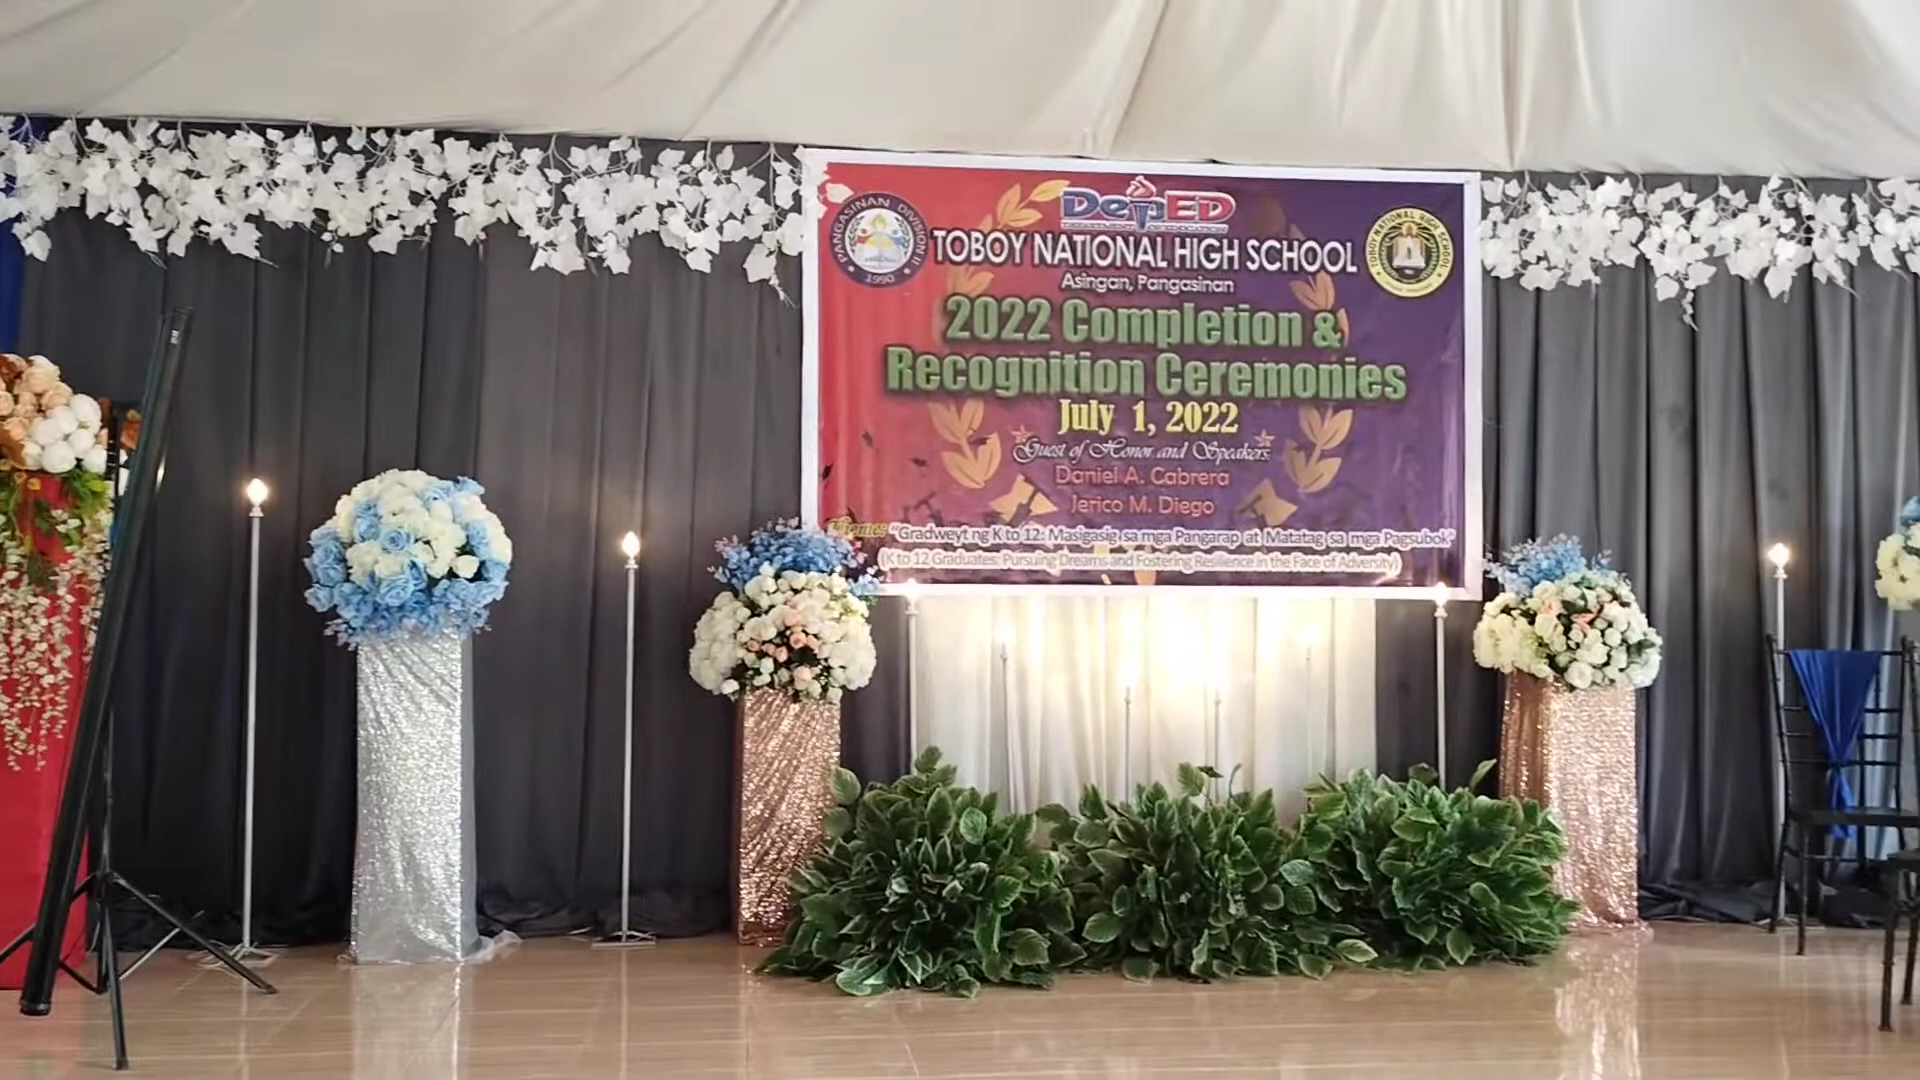 DepED
TOBOY NATIONAL HIGH SCHOOL
Asingan, Pangasinan
2022 Completion &
Recognition Ceremonies
July 1, 2022
Guest of Honor and Speakers:
Daniel A. Cabrera
Jerico M. Diego
Theme: "Gradweyt ng K to 12: Masigasig sa mga Pangarap at Matatag sa mga Pagsubok"
(K to 12 Graduates: Pursuing Dreams and Fostering Resilience in the Face of Adversity)
PANGASINAN DIVISION II
1990
TOBOY NATIONAL HIGH SCHOOL